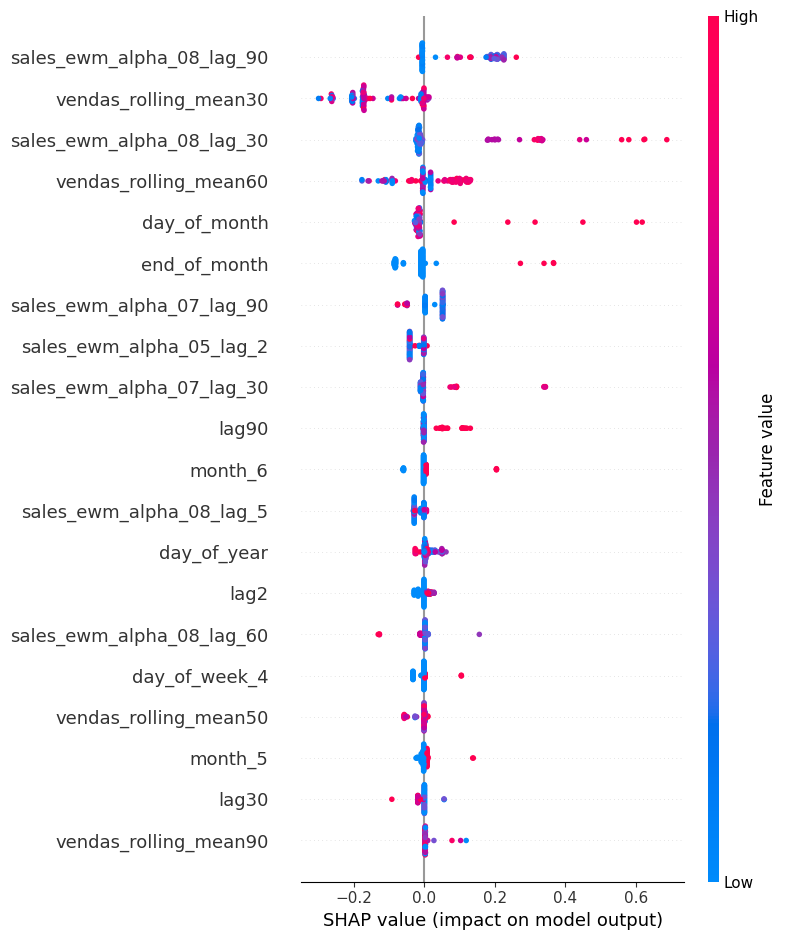 High
sales_ewm_alpha_08_lag_90
vendas_rolling_mean30
sales_ewm_alpha_08_lag_30
vendas_rolling_mean60
day_of_month
end_of_month
sales_ewm_alpha_07_lag_90
sales_ewm_alpha_05_lag_2
sales_ewm_alpha_07_lag_30
lag90
month_6
sales_ewm_alpha_08_lag_5
day_of_year
lag2
sales_ewm_alpha_08_lag_60
day_of_week_4
vendas_rolling_mean50
month_5
lag30
vendas_rolling_mean90
Feature value
Low
−0.2 0.0 0.2 0.4 0.6
SHAP value (impact on model output)